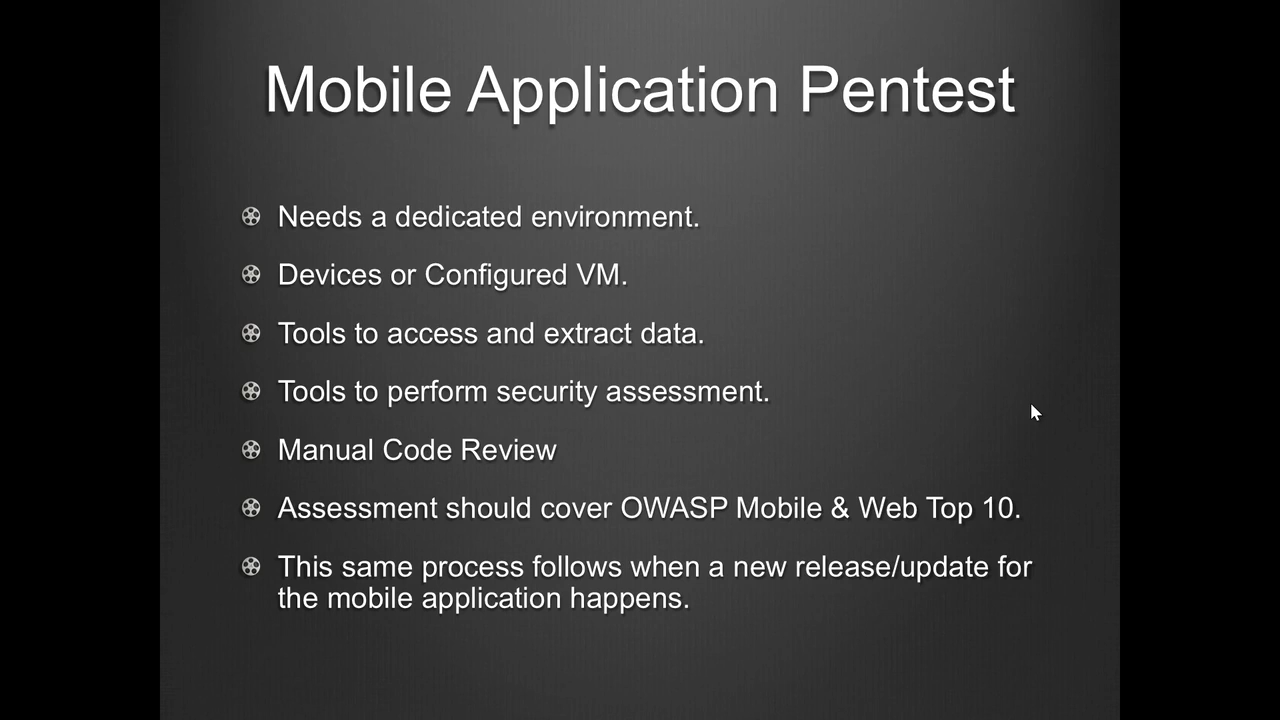 Mobile Application Pentest
Needs a dedicated environment.
Devices or Configured VM.
Tools to access and extract data.
Tools to perform security assessment.
Manual Code Review
Assessment should cover OWASP Mobile & Web Top 10.
This same process follows when a new release/update for
the mobile application happens.